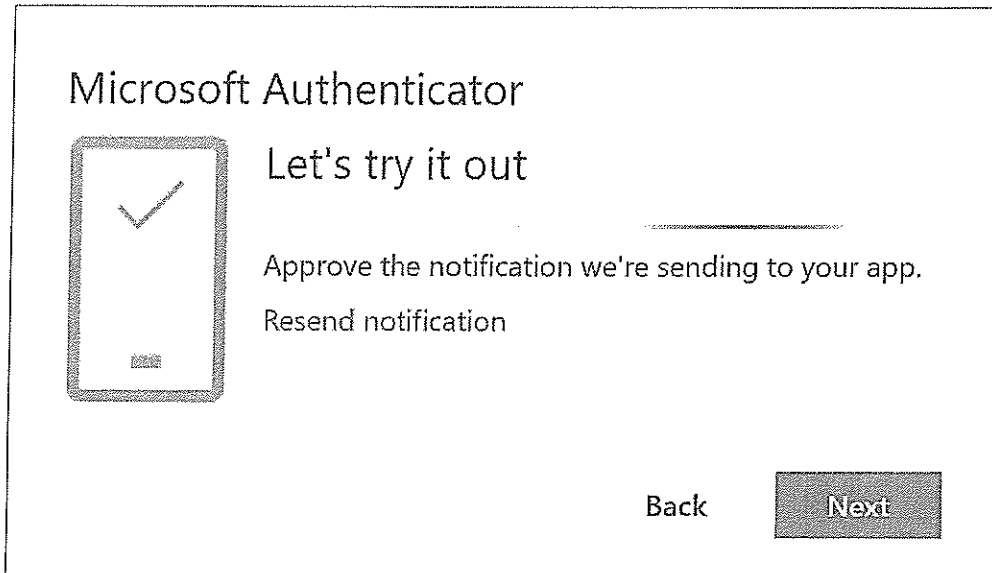 Microsoft Authenticator
Let's try it out
Approve the notification we're sending to your app.
Resend notification
Back
Next